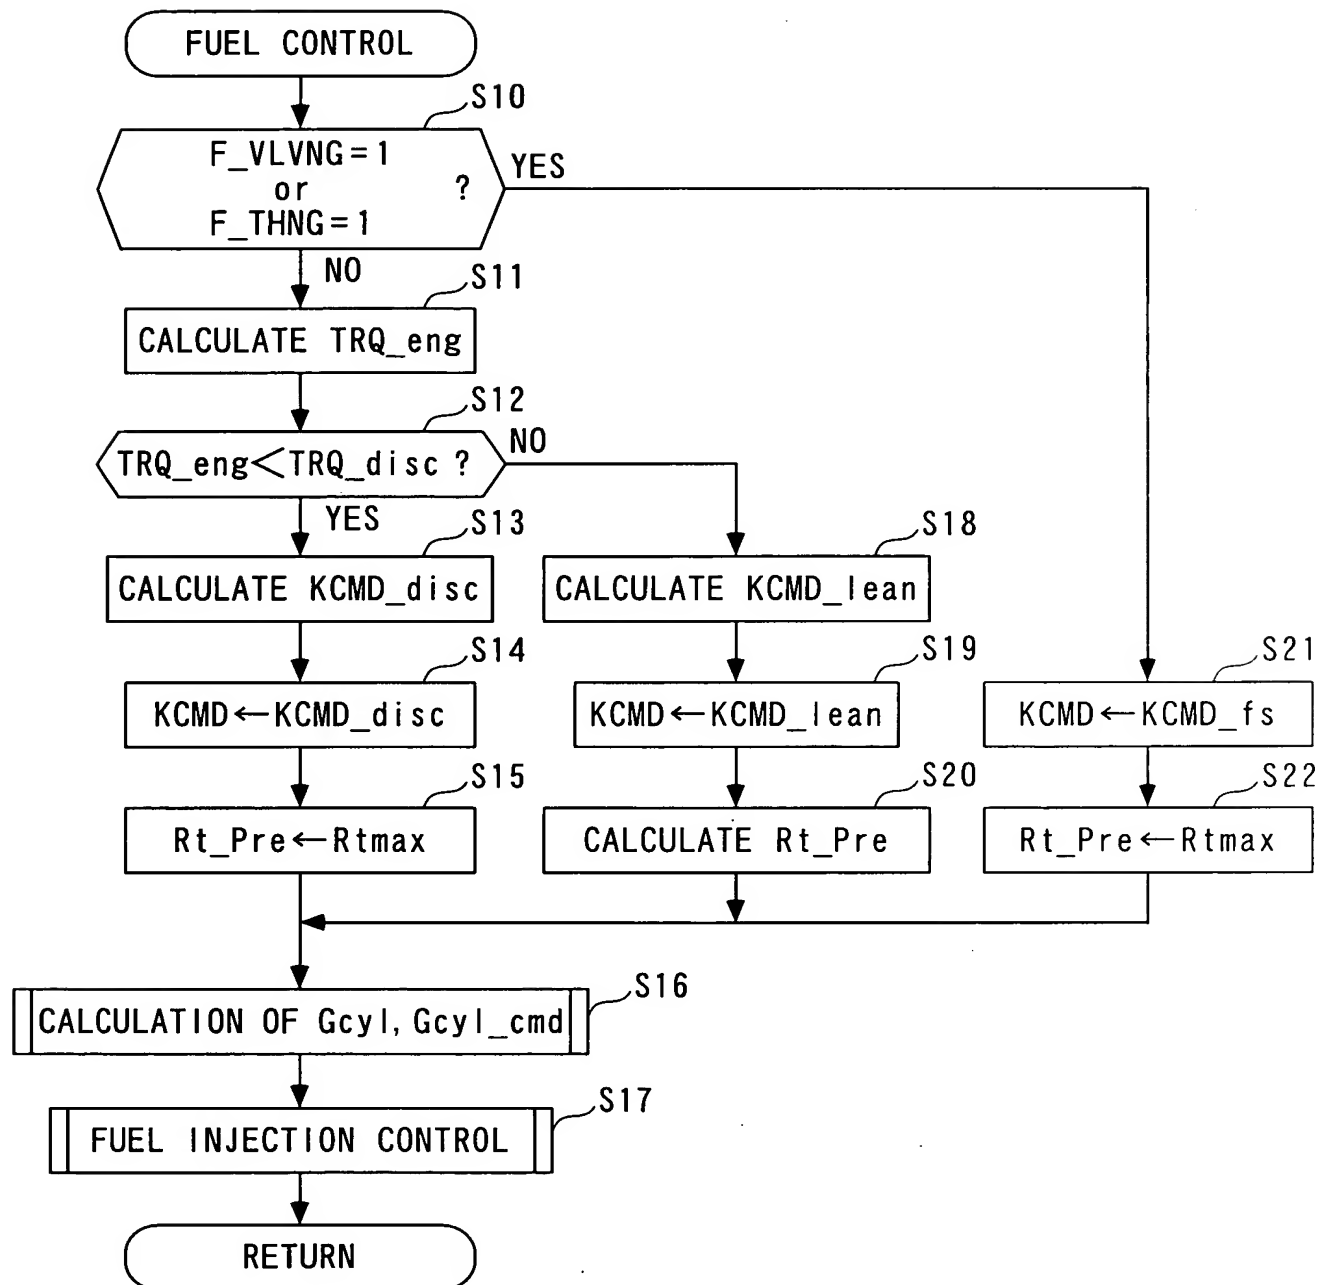 FUEL CONTROL
S10
F_VLVNG=1
or ?
F_THNG=1
YES
NO
S11
CALCULATE TRQ_eng
S12
TRQ_eng<TRQ_disc ?
NO
YES
S13
CALCULATE KCMD_disc
S18
CALCULATE KCMD_lean
S14
KCMD←KCMD_disc
S19
KCMD←KCMD_lean
S21
KCMD←KCMD_fs
S15
Rt_Pre←Rtmax
S20
CALCULATE Rt_Pre
S22
Rt_Pre←Rtmax
S16
CALCULATION OF Gcyl, Gcyl_cmd
S17
FUEL INJECTION CONTROL
RETURN